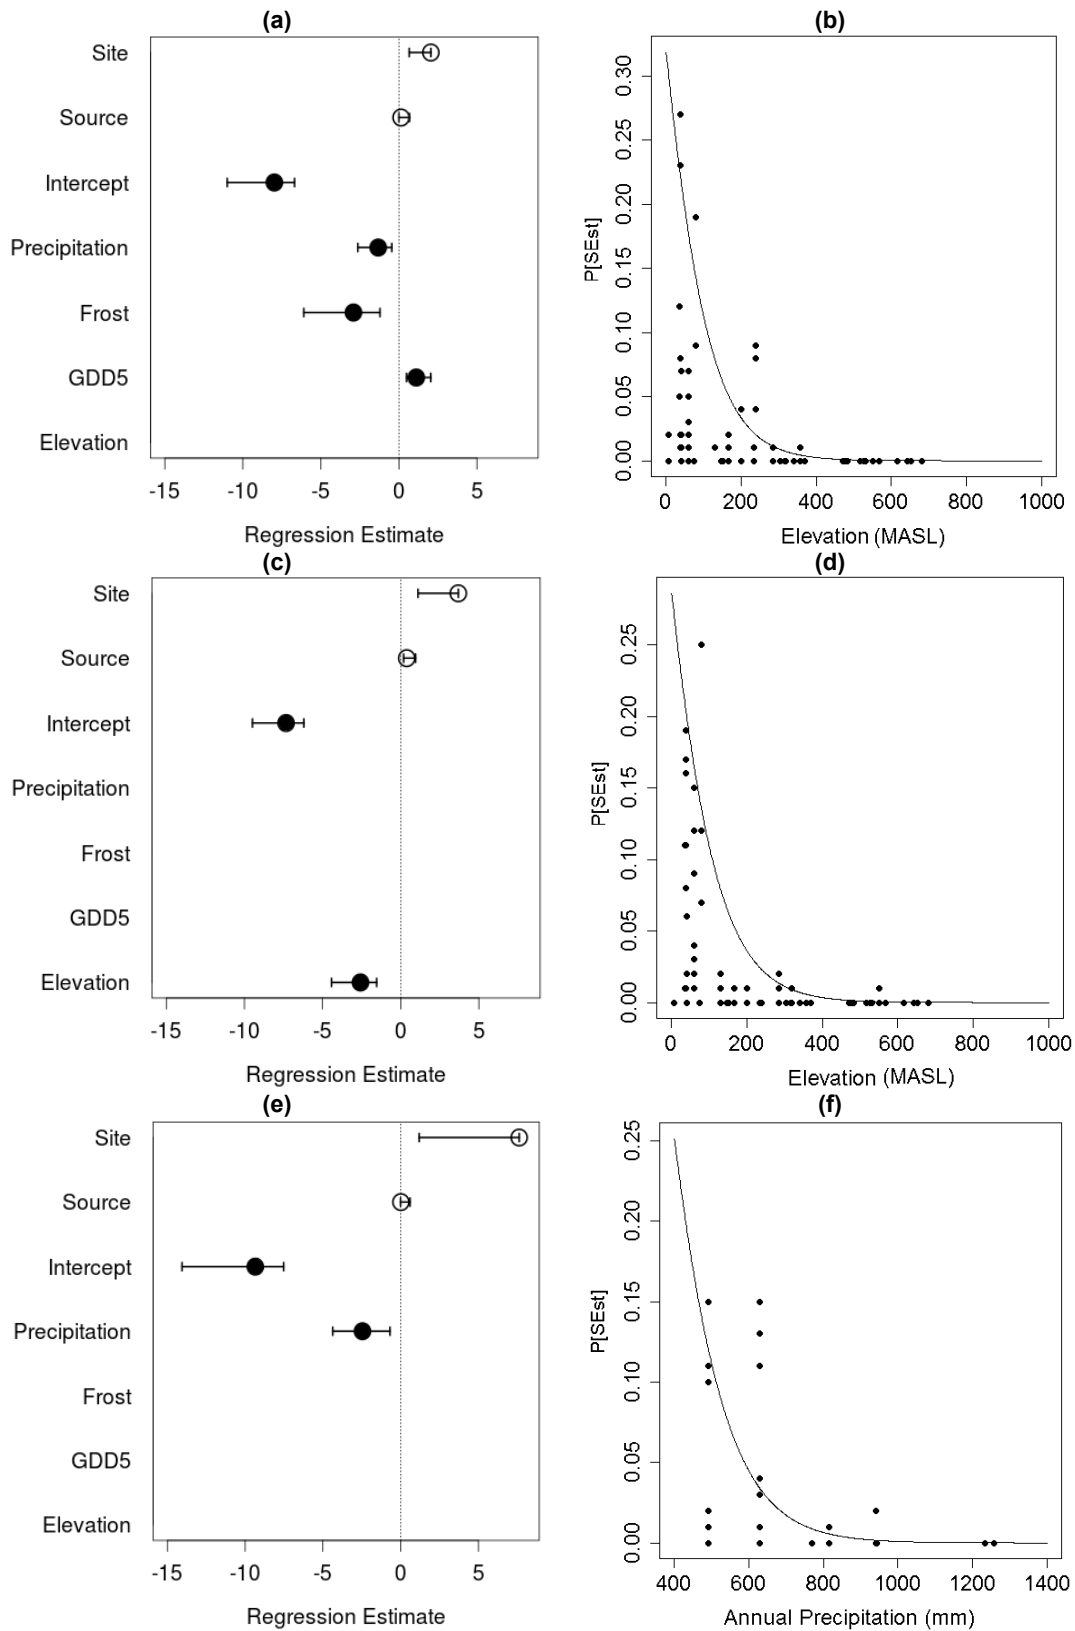 (a)
Site
Source
Intercept
Precipitation
Frost
GDD5
Elevation
-15 -10 -5 0 5
Regression Estimate
(b)
P[SEst]
0.30
0.25
0.20
0.15
0.10
0.05
0.00
0 200 400 600 800 1000
Elevation (MASL)
(c)
Site
Source
Intercept
Precipitation
Frost
GDD5
Elevation
-15 -10 -5 0 5
Regression Estimate
(d)
P[SEst]
0.25
0.20
0.15
0.10
0.05
0.00
0 200 400 600 800 1000
Elevation (MASL)
(e)
Site
Source
Intercept
Precipitation
Frost
GDD5
Elevation
-15 -10 -5 0 5
Regression Estimate
(f)
P[SEst]
0.25
0.20
0.15
0.10
0.05
0.00
400 600 800 1000 1200 1400
Annual Precipitation (mm)